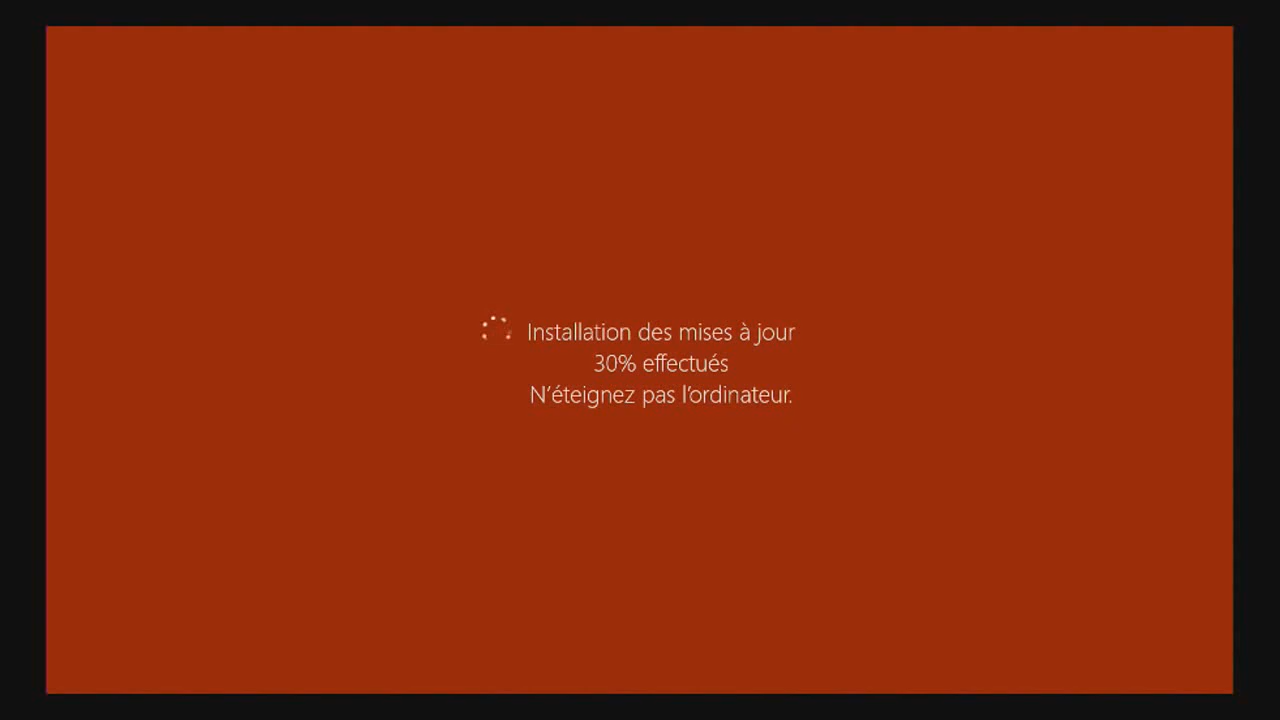 Installation des mises à jour
30% effectués
N’éteignez pas l’ordinateur.